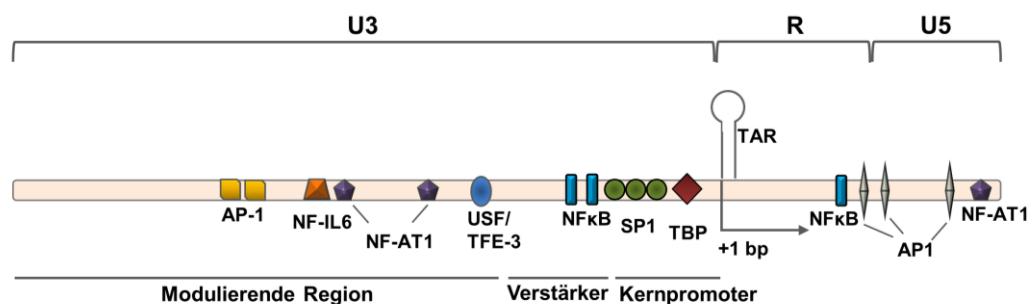 U3
R
U5
TAR
AP-1
NF-IL6
NF-AT1
USF/
TFE-3
NFκB
SP1
TBP
+1 bp
NFκB
AP1
NF-AT1
Modulierende Region
Verstärker
Kernpromoter